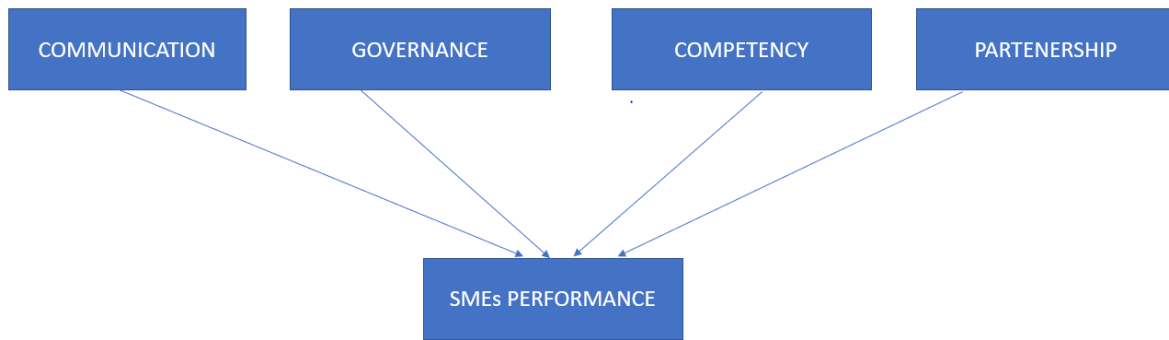 COMMUNICATION
GOVERNANCE
COMPETENCY
PARTENERSHIP
SMEs PERFORMANCE